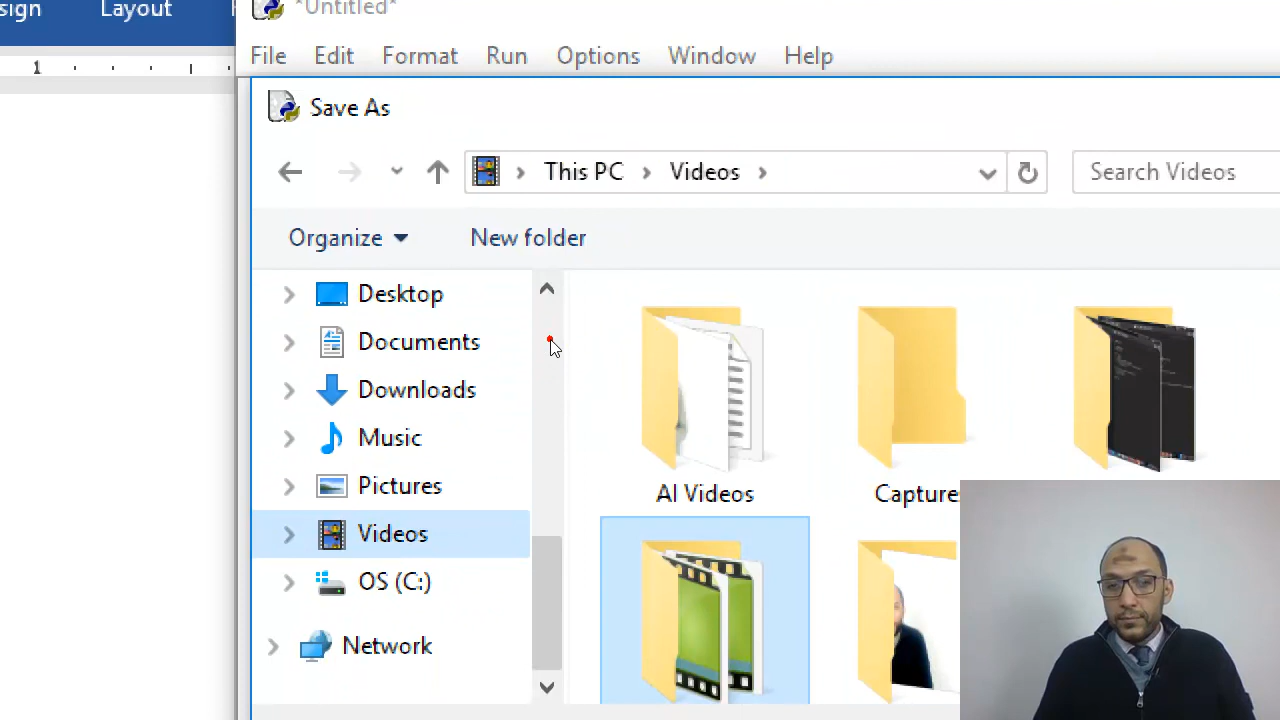 sign Layout
*Untitled*
1
File Edit Format Run Options Window Help
Save As
This PC Videos
Search Videos
Organize New folder
Desktop
Documents
Downloads
Music
Pictures
Videos
OS (C:)
Network
AI Videos
Capture